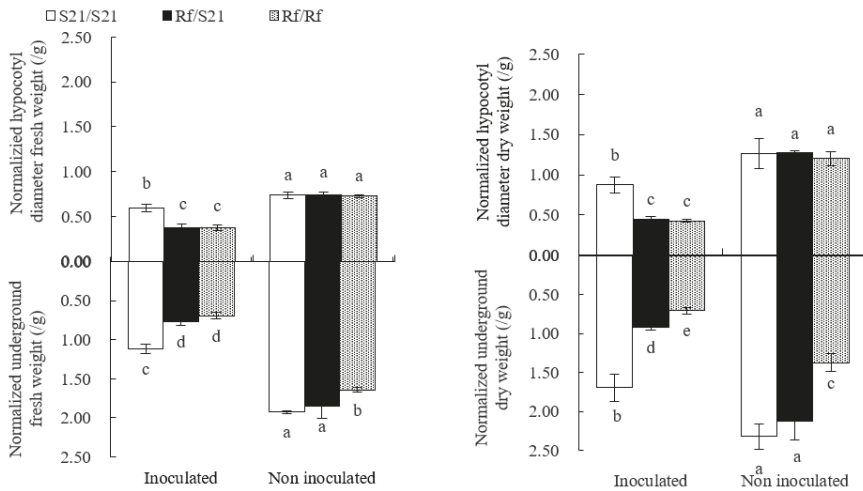 S21/S21 Rf/S21 Rf/Rf
Normalizied hypocotyl
diameter fresh weight (/g)
2.50
2.00
1.50
1.00
0.50
0.00
b c c a a a
Normalized underground
fresh weight (/g)
0.00
0.50
1.00
1.50
2.00
2.50
c d d a a b
Inoculated Non inoculated
Normalized hypocotyl
diameter dry weight (/g)
2.50
2.00
1.50
1.00
0.50
0.00
b c c a a a
Normalized underground
dry weight (/g)
0.50
1.00
1.50
2.00
2.50
b d e a a c
Inoculated Non inoculated